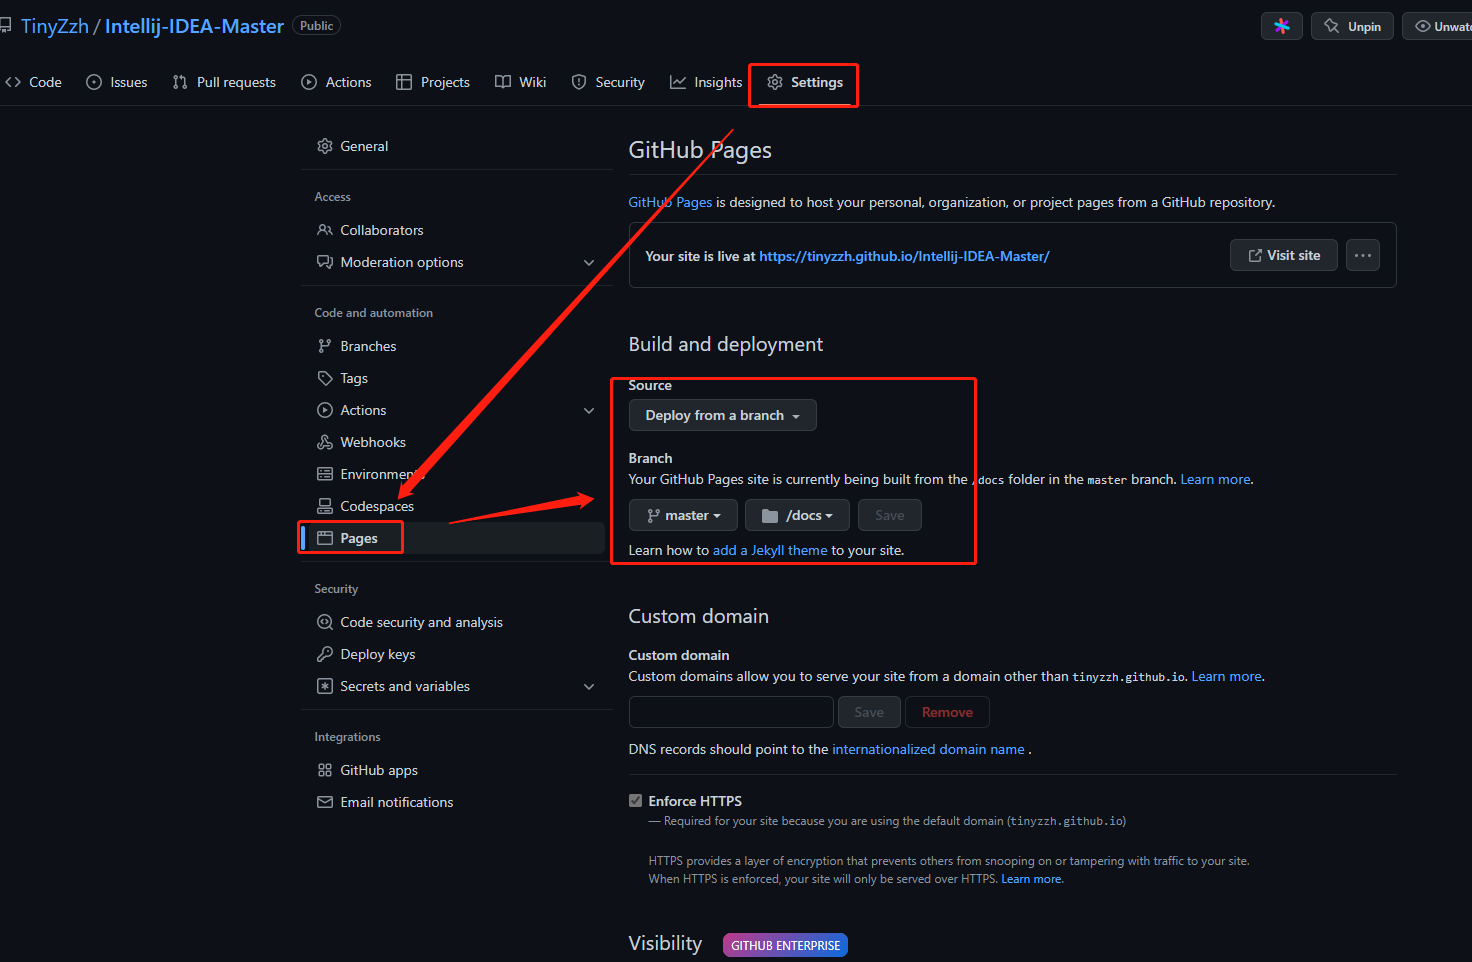 TinyZzh / Intellij-IDEA-Master Public
Unpin
Code Issues Pull requests Actions Projects Wiki Security Insights Settings
General
Access
Collaborators
Moderation options
Code and automation
Branches
Tags
Actions
Webhooks
Environments
Codespaces
Pages
Security
Code security and analysis
Deploy keys
Secrets and variables
Integrations
GitHub apps
Email notifications
GitHub Pages
GitHub Pages is designed to host your personal, organization, or project pages from a GitHub repository.
Your site is live at https://tinyzzh.github.io/Intellij-IDEA-Master/
Visit site
Build and deployment
Source
Deploy from a branch
Branch
Your GitHub Pages site is currently being built from the /docs folder in the master branch. Learn more.
master /docs Save
Learn how to add a Jekyll theme to your site.
Custom domain
Custom domain
Custom domains allow you to serve your site from a domain other than tinyzzh.github.io. Learn more.
Save Remove
DNS records should point to the internationalized domain name .
Enforce HTTPS
— Required for your site because you are using the default domain (tinyzzh.github.io)
HTTPS provides a layer of encryption that prevents others from snooping on or tampering with traffic to your site.
When HTTPS is enforced, your site will only be served over HTTPS. Learn more.
Visibility GITHUB ENTERPRISE